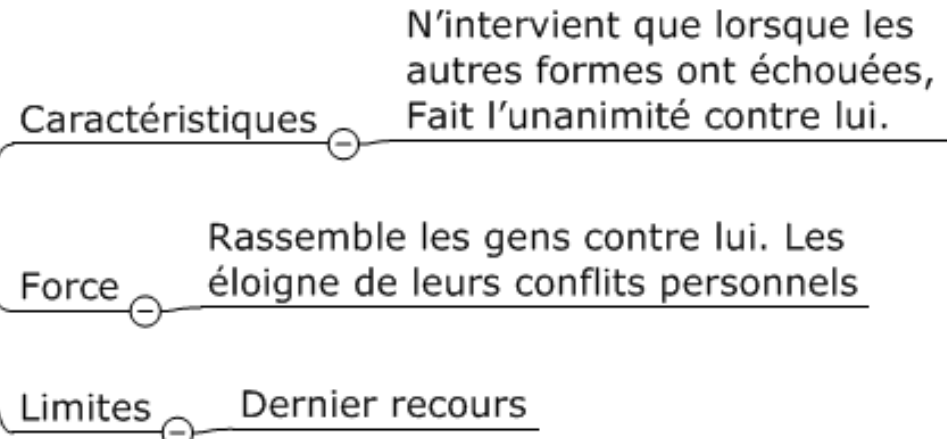 Caractéristiques
N'intervient que lorsque les
autres formes ont échouées,
Fait l'unanimité contre lui.
Force
Rassemble les gens contre lui. Les
éloigne de leurs conflits personnels
Limites
Dernier recours